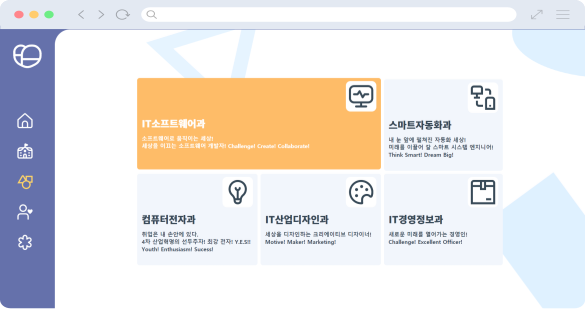 IT소프트웨어과
소프트웨어로 움직이는 세상!
세상을 이끄는 소프트웨어 개발자! Challenge! Create! Collaborate!
스마트자동화과
내 눈 앞에 펼쳐진 자동화 세상!
미래를 이끌어 갈 스마트 시스템 엔지니어!
Think Smart! Dream Big!
컴퓨터전자과
취업은 내 손안에 있다.
4차 산업혁명의 선두주자! 최강 전자! Y.E.S!!
Youth! Enthusiasm! Sucess!
IT산업디자인과
세상을 디자인하는 크리에이티브 디자이너!
Motive! Maker! Marketing!
IT경영정보과
새로운 미래를 열어가는 경영인!
Challenge! Excellent Officer!